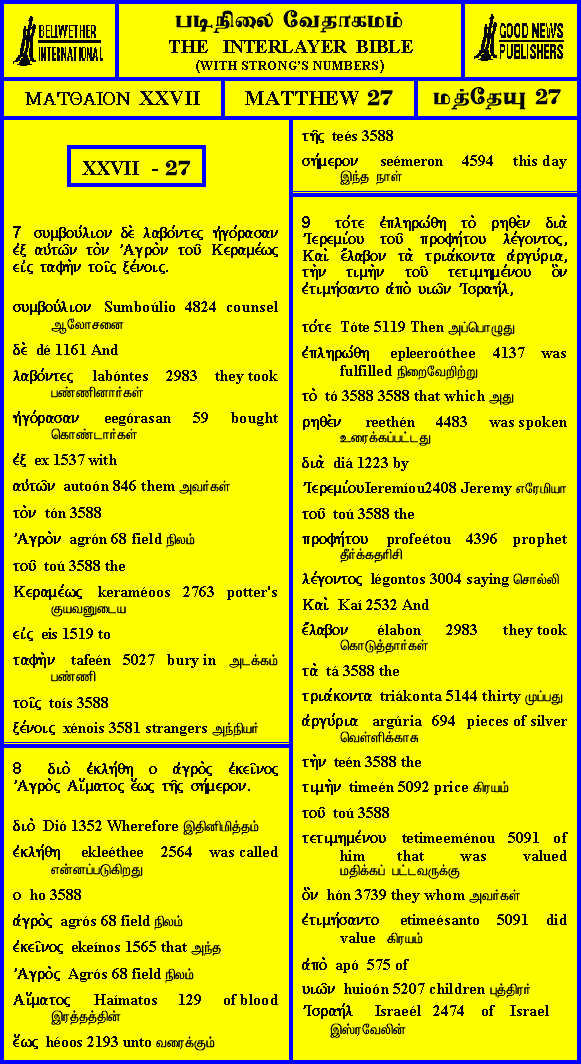 BELLWETHER
INTERNATIONAL
படிநிலை வேதாகமம்
THE INTERLAYER BIBLE
(WITH STRONG'S NUMBERS)
GOOD NEWS
PUBLISHERS
ΜΑΤΘΑΙΟΝ XXVII
MATTHEW 27
மத்தேயு 27
XXVII - 27
7 συμβούλιον δὲ λαβόντες ἠγόρασαν
ἐξ αὐτῶν τὸν Ἀγρὸν τοῦ Κεραμέως
εἰς ταφὴν τοῖς ξένοις.
συμβούλιον Sumboúlio 4824 counsel
ஆலோசனை
δὲ dé 1161 And
λαβόντες labóntes 2983 they took
பண்ணினார்கள்
ἠγόρασαν eegórasan 59 bought
கொண்டார்கள்
ἐξ ex 1537 with
αὐτῶν autoón 846 them அவர்கள்
τὸν tón 3588
Ἀγρὸν agrón 68 field நிலம்
τοῦ toú 3588 the
Κεραμέως keraméoos 2763 potter's
குயவனுடைய
εἰς eis 1519 to
ταφὴν tafeén 5027 bury in அடக்கம்
பண்ணி
τοῖς toís 3588
ξένοις xénois 3581 strangers அந்நியர்
8 διὸ ἐκλήθη ο ἀγρὸς ἐκεῖνος
Ἀγρὸς Αἵματος ἕως τῆς σήμερον.
διὸ Dió 1352 Wherefore இதினிமித்தம்
ἐκλήθη ekleéthee 2564 was called
என்னப்படுகிறது
ο ho 3588
ἀγρὸς agrós 68 field நிலம்
ἐκεῖνος ekeínos 1565 that அந்த
Ἀγρὸς Agrós 68 field நிலம்
Αἵματος Haímatos 129 of blood
இரத்தத்தின்
ἕως héoos 2193 unto வரைக்கும்
τῆς teés 3588
σήμερον seémeron 4594 this day
இந்த நாள்
9 τότε ἐπληρώθη τὸ ρηθὲν διὰ
Ἰερεμίου τοῦ προφήτου λέγοντος,
Καὶ ἔλαβον τὰ τριάκοντα ἀργύρια,
τὴν τιμὴν τοῦ τετιμημένου ὃν
ἐτιμήσαντο ἀπὸ υιῶν Ἰσραήλ,
τότε Tóte 5119 Then அப்பொழுது
ἐπληρώθη epleeroóthee 4137 was
fulfilled நிறைவேறிற்று
τὸ tó 3588 3588 that which அது
ρηθὲν reethén 4483 was spoken
உரைக்கப்பட்டது
διὰ diá 1223 by
ἸερεμίουIeremíou2408 Jeremy எரேமியா
τοῦ toú 3588 the
προφήτου profeétou 4396 prophet
தீர்க்கதரிசி
λέγοντος légontos 3004 saying சொல்லி
Καὶ Kaí 2532 And
ἔλαβον élabon 2983 they took
கொடுத்தார்கள்
τὰ tá 3588 the
τριάκοντα triákonta 5144 thirty முப்பது
ἀργύρια argúria 694 pieces of silver
வெள்ளிக்காசு
τὴν teén 3588 the
τιμὴν timeén 5092 price கிரயம்
τοῦ toú 3588
τετιμημένου tetimeeménou 5091 of
him that was valued
மதிக்கப் பட்டவருக்கு
ὃν hón 3739 they whom அவர்கள்
ἐτιμήσαντο etimeésanto 5091 did
value கிரயம்
ἀπὸ apó 575 of
υιῶν huioón 5207 children புத்திரர்
Ἰσραήλ Israeél 2474 of Israel
இஸ்ரவேலின்